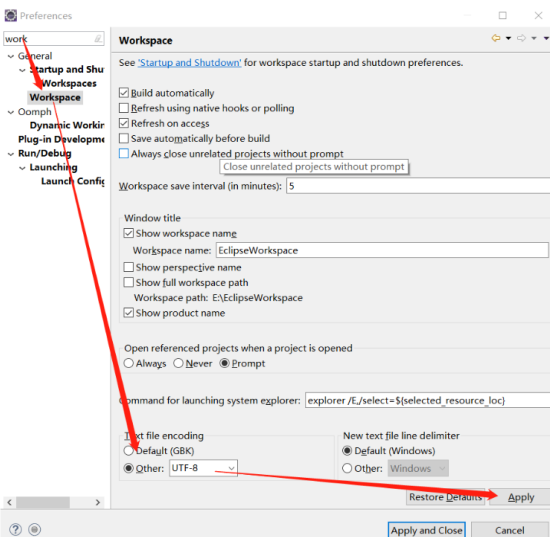 Preferences
work
General
Startup and Shu
Workspaces
Workspace
Oomph
Dynamic Workin
Plug-in Developme
Run/Debug
Launching
Launch Config
Workspace
See 'Startup and Shutdown' for workspace startup and shutdown preferences.
Build automatically
Refresh using native hooks or polling
Refresh on access
Save automatically before build
Always close unrelated projects without prompt
Close unrelated projects without prompt
Workspace save interval (in minutes): 5
Window title
Show workspace name
Workspace name: EclipseWorkspace
Show perspective name
Show full workspace path
Workspace path: E:\EclipseWorkspace
Show product name
Open referenced projects when a project is opened
Always Never Prompt
Command for launching system explorer: explorer /E,/select=${selected_resource_loc}
Text file encoding
Default (GBK)
Other: UTF-8
New text file line delimiter
Default (Windows)
Other: Windows
Restore Defaults Apply
Apply and Close Cancel